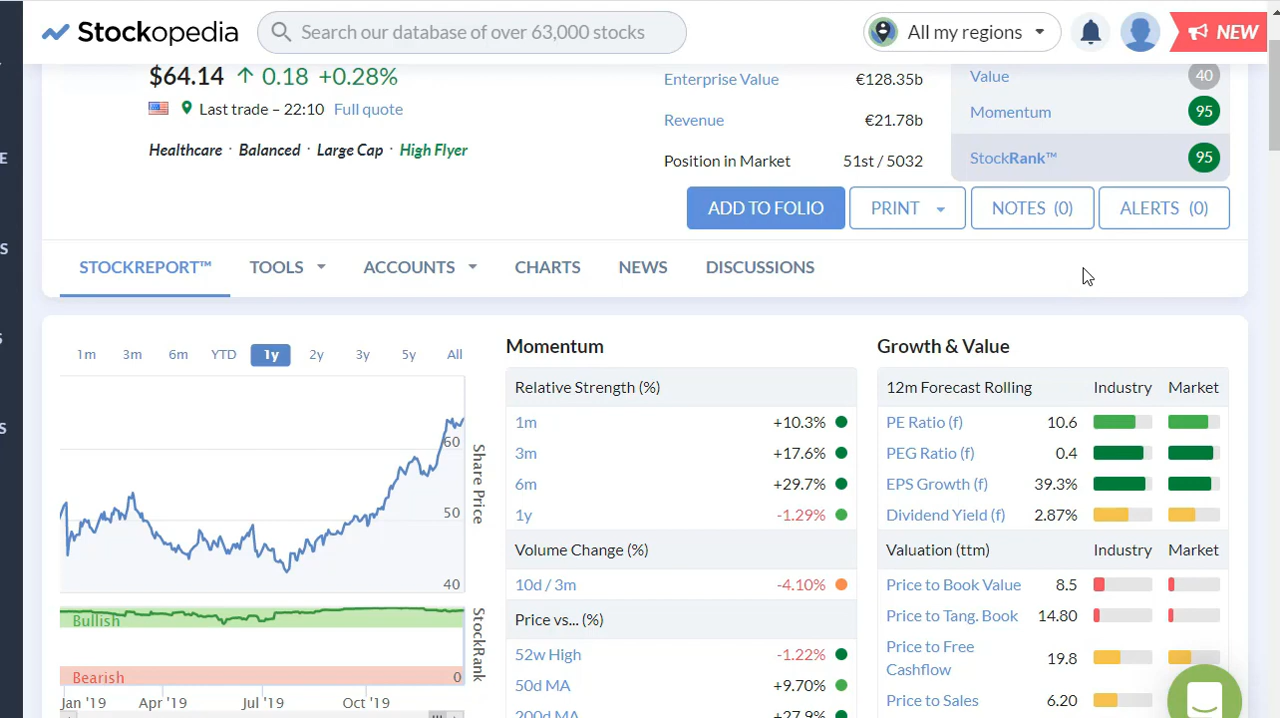 Stockopedia
Search our database of over 63,000 stocks
All my regions
NEW
$64.14 ↑ 0.18 +0.28%
Last trade – 22:10 Full quote
Healthcare · Balanced · Large Cap · High Flyer
Enterprise Value €128.35b
Revenue €21.78b
Position in Market 51st / 5032
Value 40
Momentum 95
StockRank™ 95
ADD TO FOLIO
PRINT
NOTES (0)
ALERTS (0)
STOCKREPORT™
TOOLS
ACCOUNTS
CHARTS
NEWS
DISCUSSIONS
1m 3m 6m YTD 1y 2y 3y 5y All
60
50
40
Share Price
Bullish
Bearish
0
StockRank
Jan '19 Apr '19 Jul '19 Oct '19
Momentum
Relative Strength (%)
1m +10.3%
3m +17.6%
6m +29.7%
1y -1.29%
Volume Change (%)
10d / 3m -4.10%
Price vs... (%)
52w High -1.22%
50d MA +9.70%
200d MA +27.9%
Growth & Value
12m Forecast Rolling Industry Market
PE Ratio (f) 10.6
PEG Ratio (f) 0.4
EPS Growth (f) 39.3%
Dividend Yield (f) 2.87%
Valuation (ttm) Industry Market
Price to Book Value 8.5
Price to Tang. Book 14.80
Price to Free
Cashflow 19.8
Price to Sales 6.20